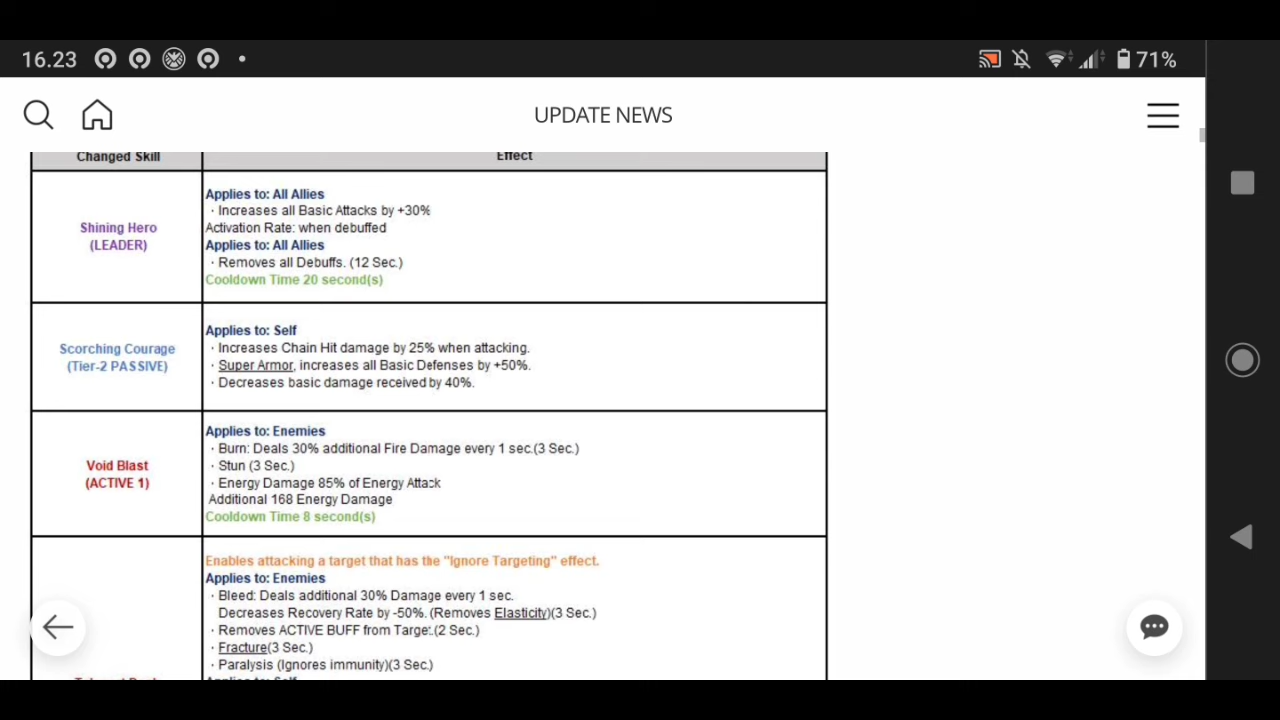 16.23
71%
UPDATE NEWS
Changed Skill
Effect
Shining Hero
(LEADER)
Applies to: All Allies
· Increases all Basic Attacks by +30%
Activation Rate: when debuffed
Applies to: All Allies
· Removes all Debuffs. (12 Sec.)
Cooldown Time 20 second(s)
Scorching Courage
(Tier-2 PASSIVE)
Applies to: Self
· Increases Chain Hit damage by 25% when attacking.
· Super Armor, increases all Basic Defenses by +50%.
· Decreases basic damage received by 40%.
Void Blast
(ACTIVE 1)
Applies to: Enemies
· Burn: Deals 30% additional Fire Damage every 1 sec.(3 Sec.)
· Stun (3 Sec.)
· Energy Damage 85% of Energy Attack
Additional 168 Energy Damage
Cooldown Time 8 second(s)
Enables attacking a target that has the "Ignore Targeting" effect.
Applies to: Enemies
· Bleed: Deals additional 30% Damage every 1 sec.
Decreases Recovery Rate by -50%. (Removes Elasticity)(3 Sec.)
· Removes ACTIVE BUFF from Target.(2 Sec.)
· Fracture(3 Sec.)
· Paralysis (Ignores immunity)(3 Sec.)
Applies to: Self